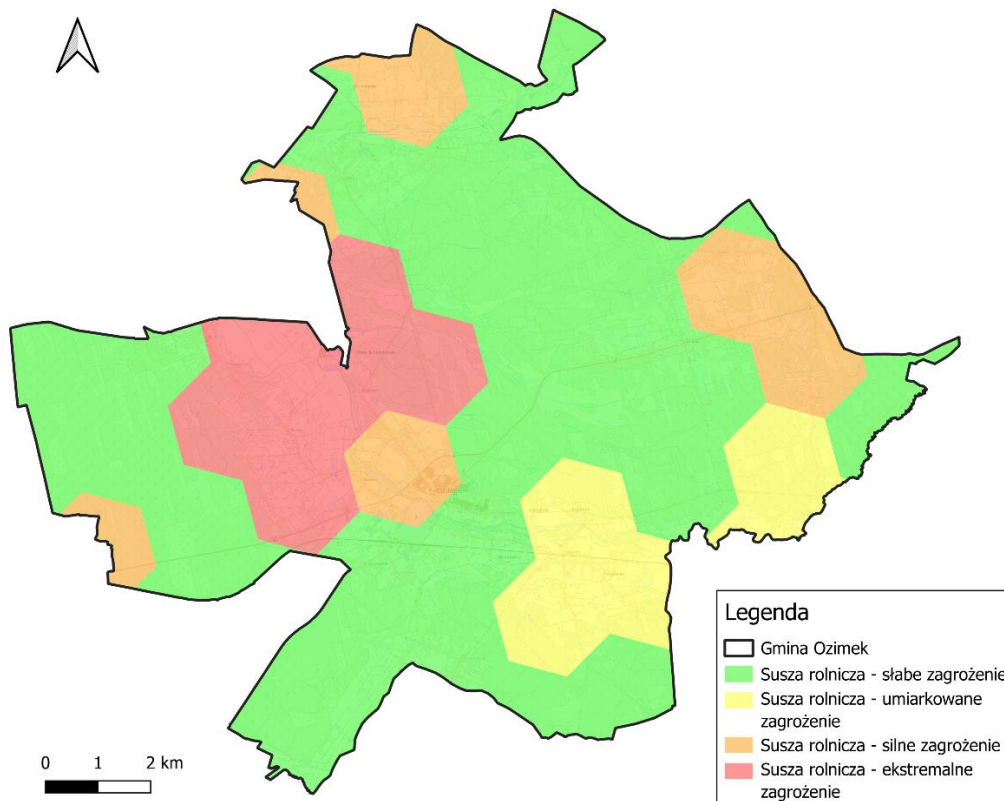 0 1 2 km
Legenda
Gmina Ozimek
Susza rolnicza - słabe zagrożenie
Susza rolnicza - umiarkowane
zagrożenie
Susza rolnicza - silne zagrożenie
Susza rolnicza - ekstremalne
zagrożenie